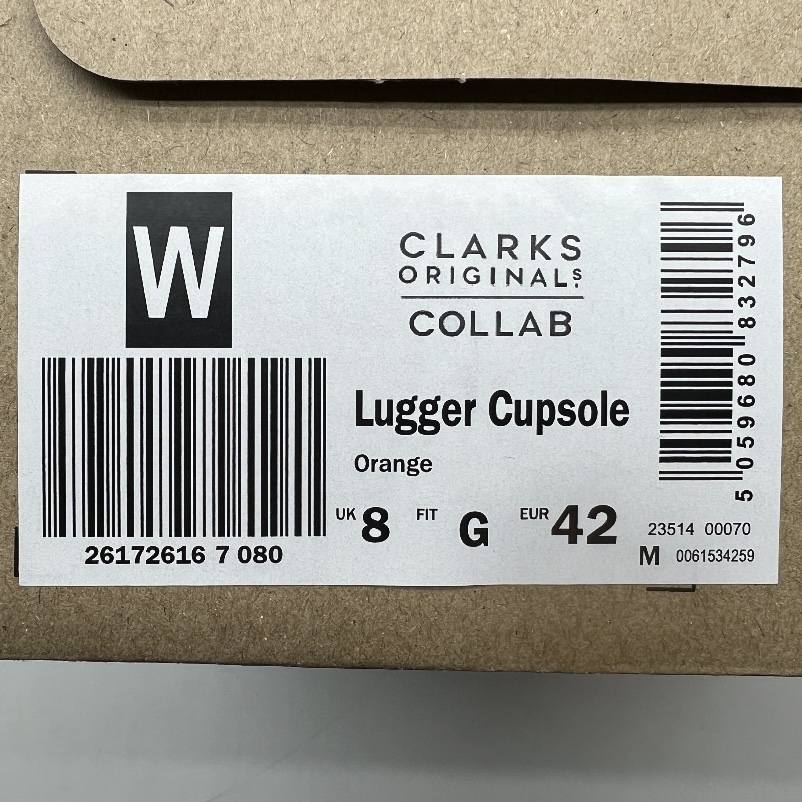 W
CLARKS
ORIGINALS.
COLLAB
Lugger Cupsole
Orange
UK 8 FIT G EUR 42
26172616 7 080
5 059680 832796
23514 00070
M 0061534259